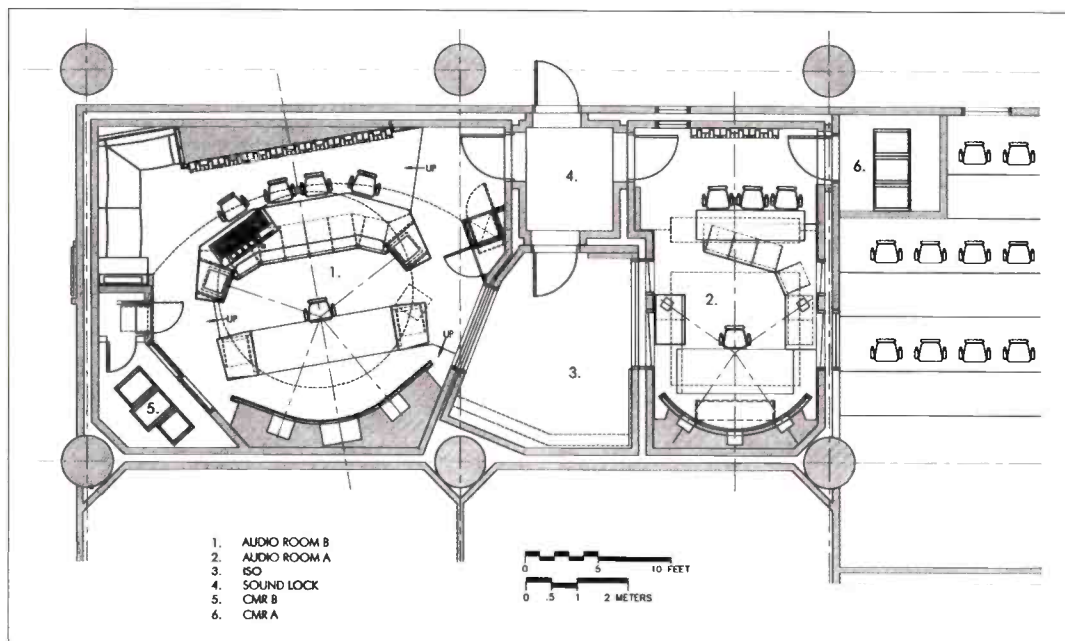 4.
6.
UP
1.
2.
UP
UP
3.
5.
1. AUDIO ROOM B
2. AUDIO ROOM A
3. ISO
4. SOUND LOCK
5. CMR B
6. CMR A
0 5 10 FEET
0 .5 1 2 METERS